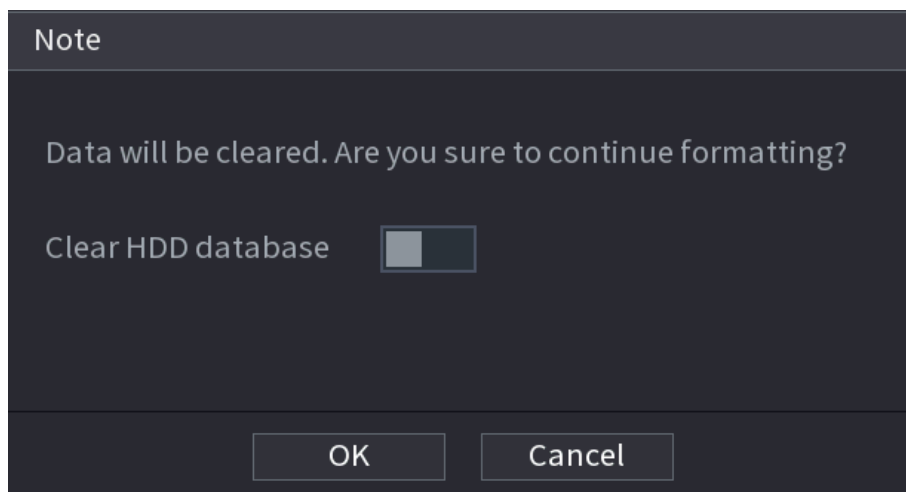 Note
Data will be cleared. Are you sure to continue formatting?
Clear HDD database
OK
Cancel